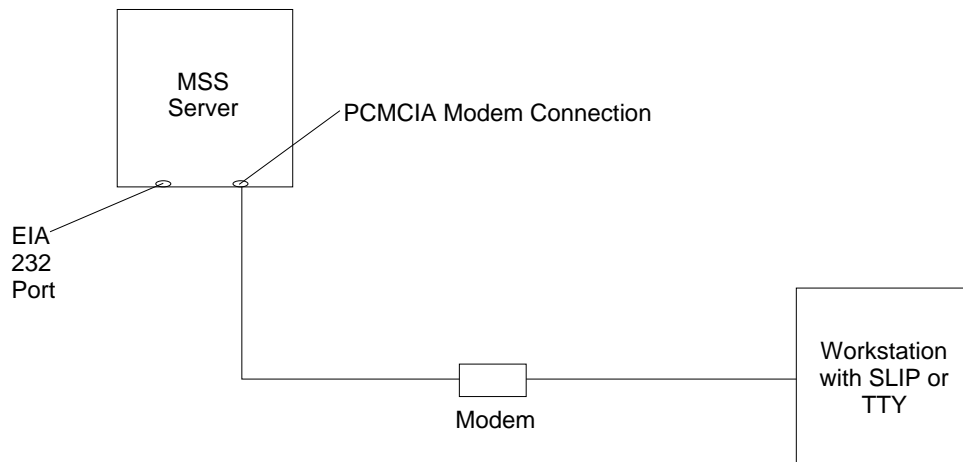 MSS
Server
PCMCIA Modem Connection
EIA
232
Port
Workstation
with SLIP or
TTY
Modem